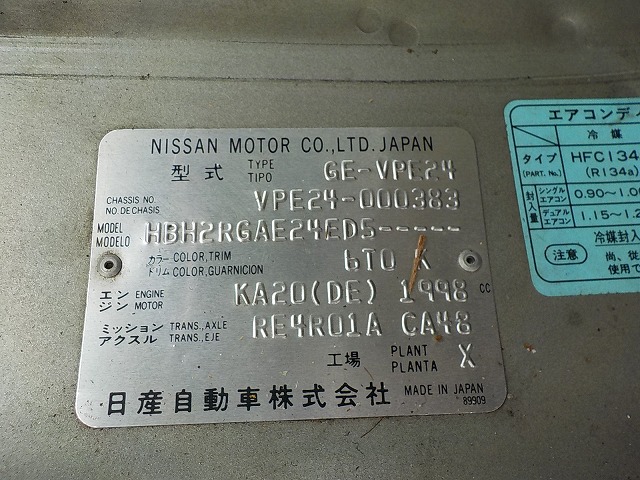 NISSAN MOTOR CO.,LTD. JAPAN
型式 TYPE TIPO GE-VPE24
CHASSIS NO. NO.DE CHASIS VPE24-000383
MODEL MODELO HBH2RGAE24ED5-----
カラー COLOR,TRIM トリム COLOR,GUARNICION 6T0 K
エンジン ENGINE MOTOR KA20(DE) 1998 CC
ミッション アクスル TRANS.,AXLE TRANS.,EJE RE4R01A CA48
工場 PLANT PLANTA X
日産自動車株式会社 MADE IN JAPAN
89909
エアコンディ
冷媒
タイプ (PART. No.) HFC134 (R134a)
封入量 シングルエアコン 0.90～1.0
デュアルエアコン 1.15～1.2
冷媒封入
注意 尚、従
使用